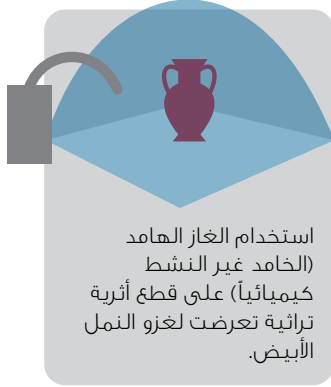 استخدام الغاز الهامد
(الخامد غير النشط
كيميائياً) على قطع أثرية
تراثية تعرضت لغزو النمل
الأبيض.